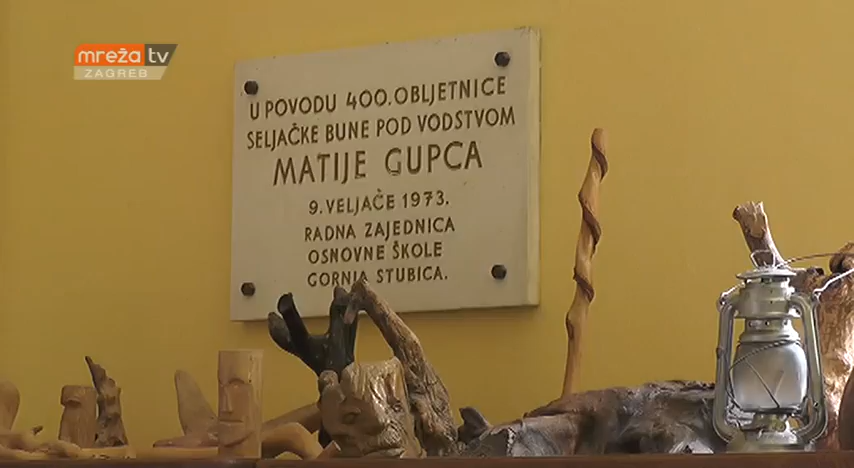 mreža tv
ZAGREB
U POVODU 400.OBLJETNICE
SELJAČKE BUNE POD VODSTVOM
MATIJE GUPCA
9. VELJAČE 1973.
RADNA ZAJEDNICA
OSNOVNE ŠKOLE
GORNJA STUBICA.